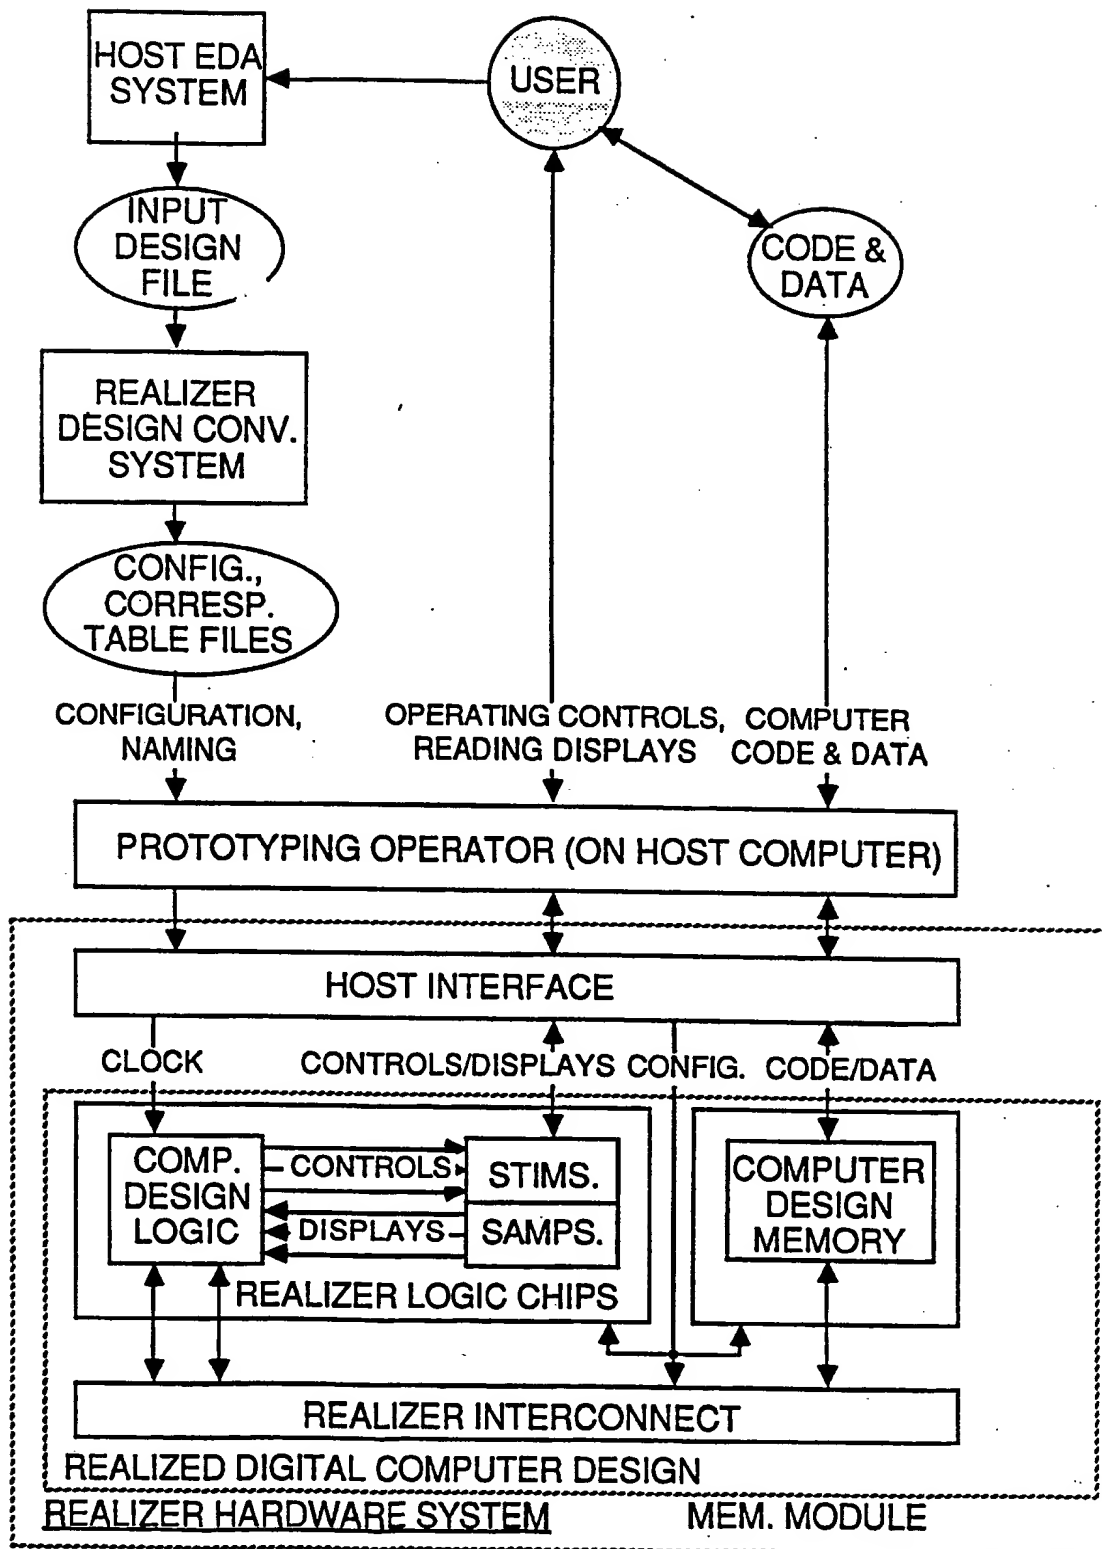 HOST EDA
SYSTEM
USER
INPUT
DESIGN
FILE
CODE &
DATA
REALIZER
DESIGN CONV.
SYSTEM
CONFIG.,
CORRESP.
TABLE FILES
CONFIGURATION,
NAMING
OPERATING CONTROLS,
READING DISPLAYS
COMPUTER
CODE & DATA
PROTOTYPING OPERATOR (ON HOST COMPUTER)
HOST INTERFACE
CLOCK
CONTROLS/DISPLAYS
CONFIG.
CODE/DATA
COMP.
DESIGN
LOGIC
CONTROLS
DISPLAYS
STIMS.
SAMPS.
COMPUTER
DESIGN
MEMORY
REALIZER LOGIC CHIPS
REALIZER INTERCONNECT
REALIZED DIGITAL COMPUTER DESIGN
REALIZER HARDWARE SYSTEM
MEM. MODULE